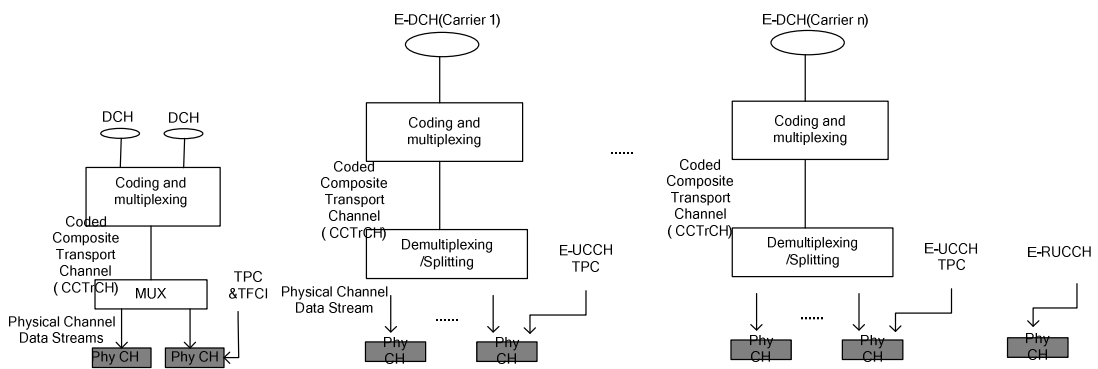 DCH DCH
Coding and
multiplexing
Coded
Composite
Transport
Channel
( CCTrCH)
MUX
TPC
&TFCI
Physical Channel
Data Streams
Phy CH Phy CH
E-DCH(Carrier 1)
Coding and
multiplexing
Coded
Composite
Transport
Channel
( CCTrCH)
Demultiplexing
/Splitting
E-UCCH
TPC
Physical Channel
Data Stream
......
Phy
CH
Phy
CH
......
E-DCH(Carrier n)
Coding and
multiplexing
Coded
Composite
Transport
Channel
( CCTrCH)
Demultiplexing
/Splitting
E-UCCH
TPC
......
Phy
CH
Phy
CH
E-RUCCH
Phy
CH